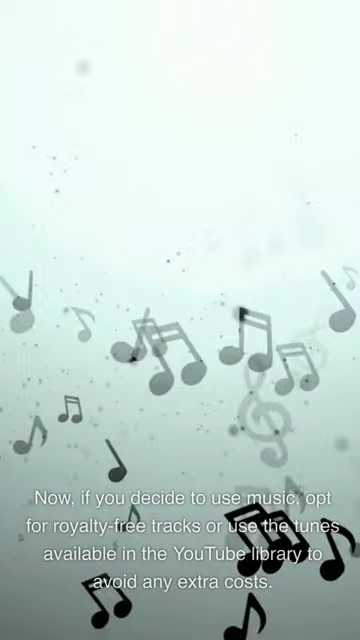 Now, if you decide to use music, opt
for royalty-free tracks or use the tunes
available in the YouTube library to
avoid any extra costs.